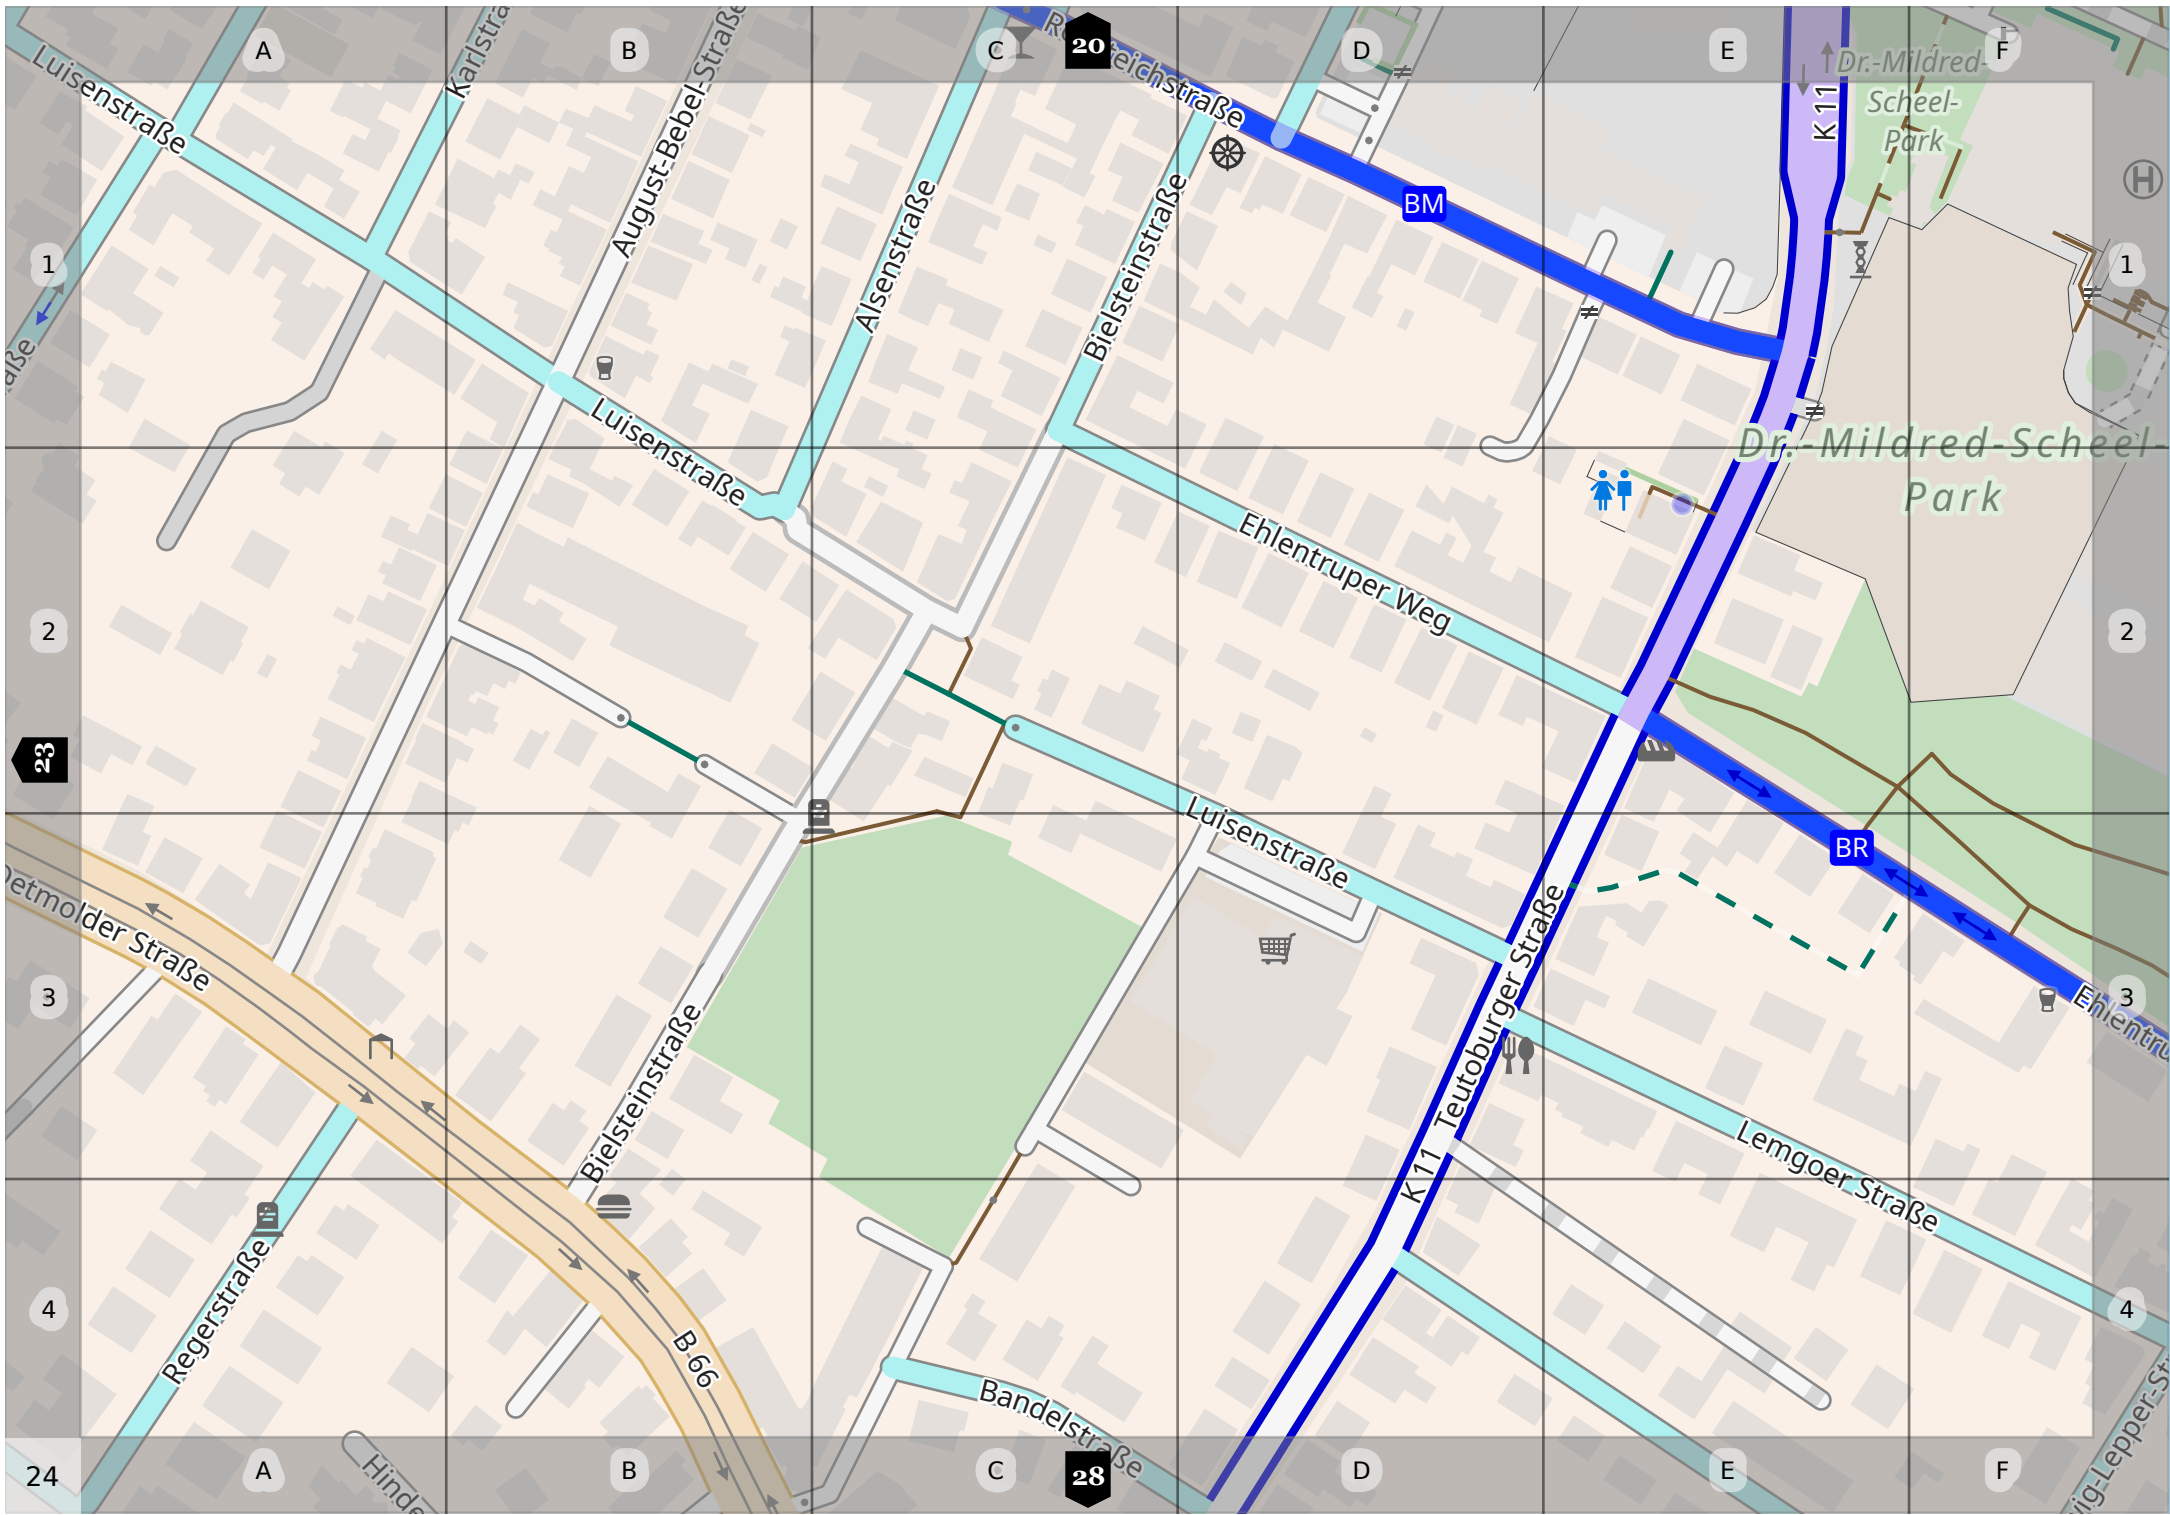 A
B
C
20
D
E
F
Luisenstraße
August-Bebel-Straße
Dr.-Mildred-
Scheel-
Park
K 11
BM
Alsenstraße
Bielsteinstraße
1
1
Luisenstraße
Dr.-Mildred-Scheel-
Park
Ehlentruper Weg
2
2
23
Luisenstraße
BR
Detmolder Straße
Teutoburger Straße
3
3
Bielsteinstraße
Lemgoer Straße
K 11
Regerstraße
B 66
4
4
Bandelstraße
24
A
B
C
28
D
E
F